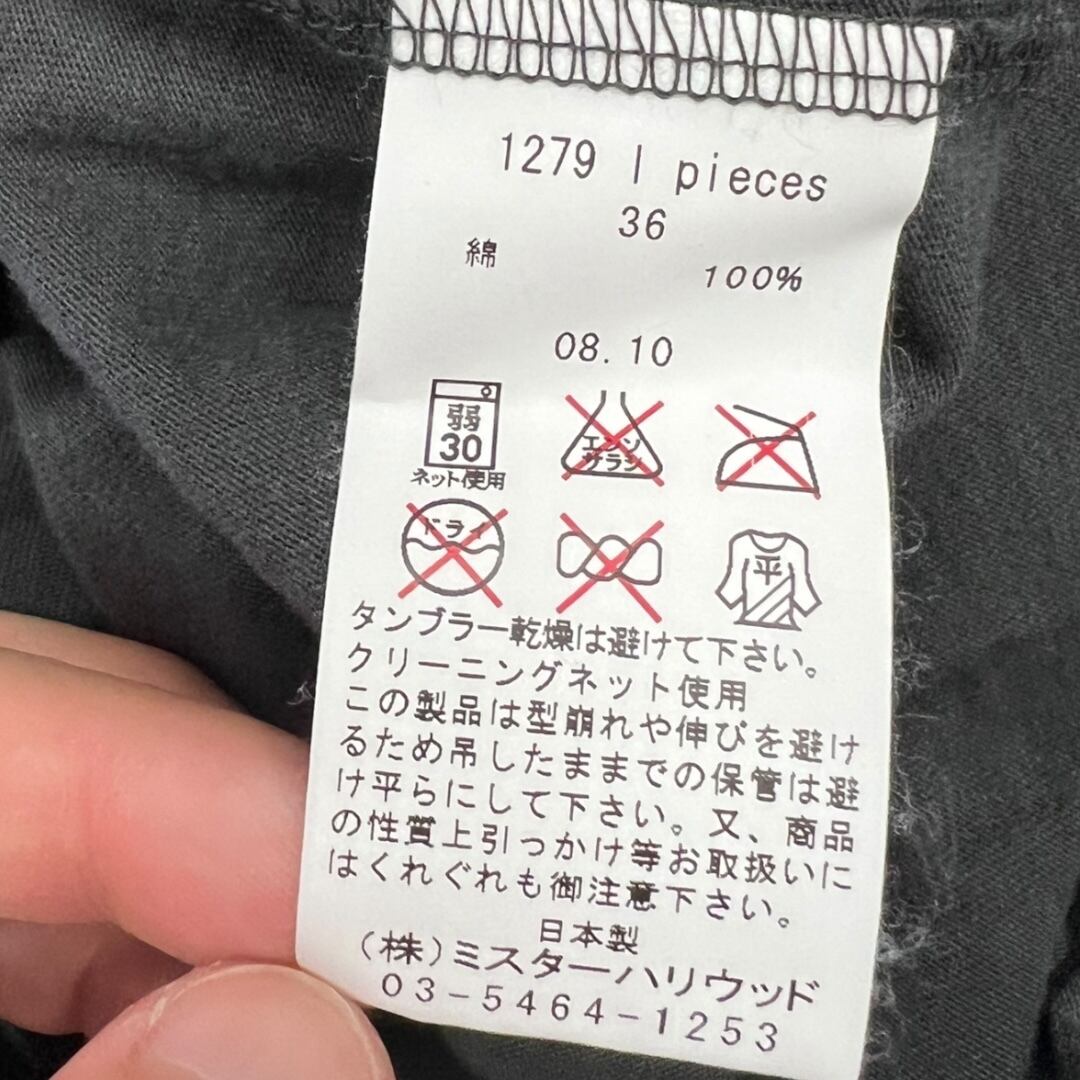 1279 l pieces
36
綿 100%
08.10
弱
30
ネット使用
エンソ
サラシ
ドライ
平
タンブラー乾燥は避けて下さい。
クリーニングネット使用
この製品は型崩れや伸びを避け
るため吊したままでの保管は避
け平らにして下さい。又、商品
の性質上引っかけ等お取扱いに
はくれぐれも御注意下さい。
日本製
(株)ミスターハリウッド
03-5464-1253